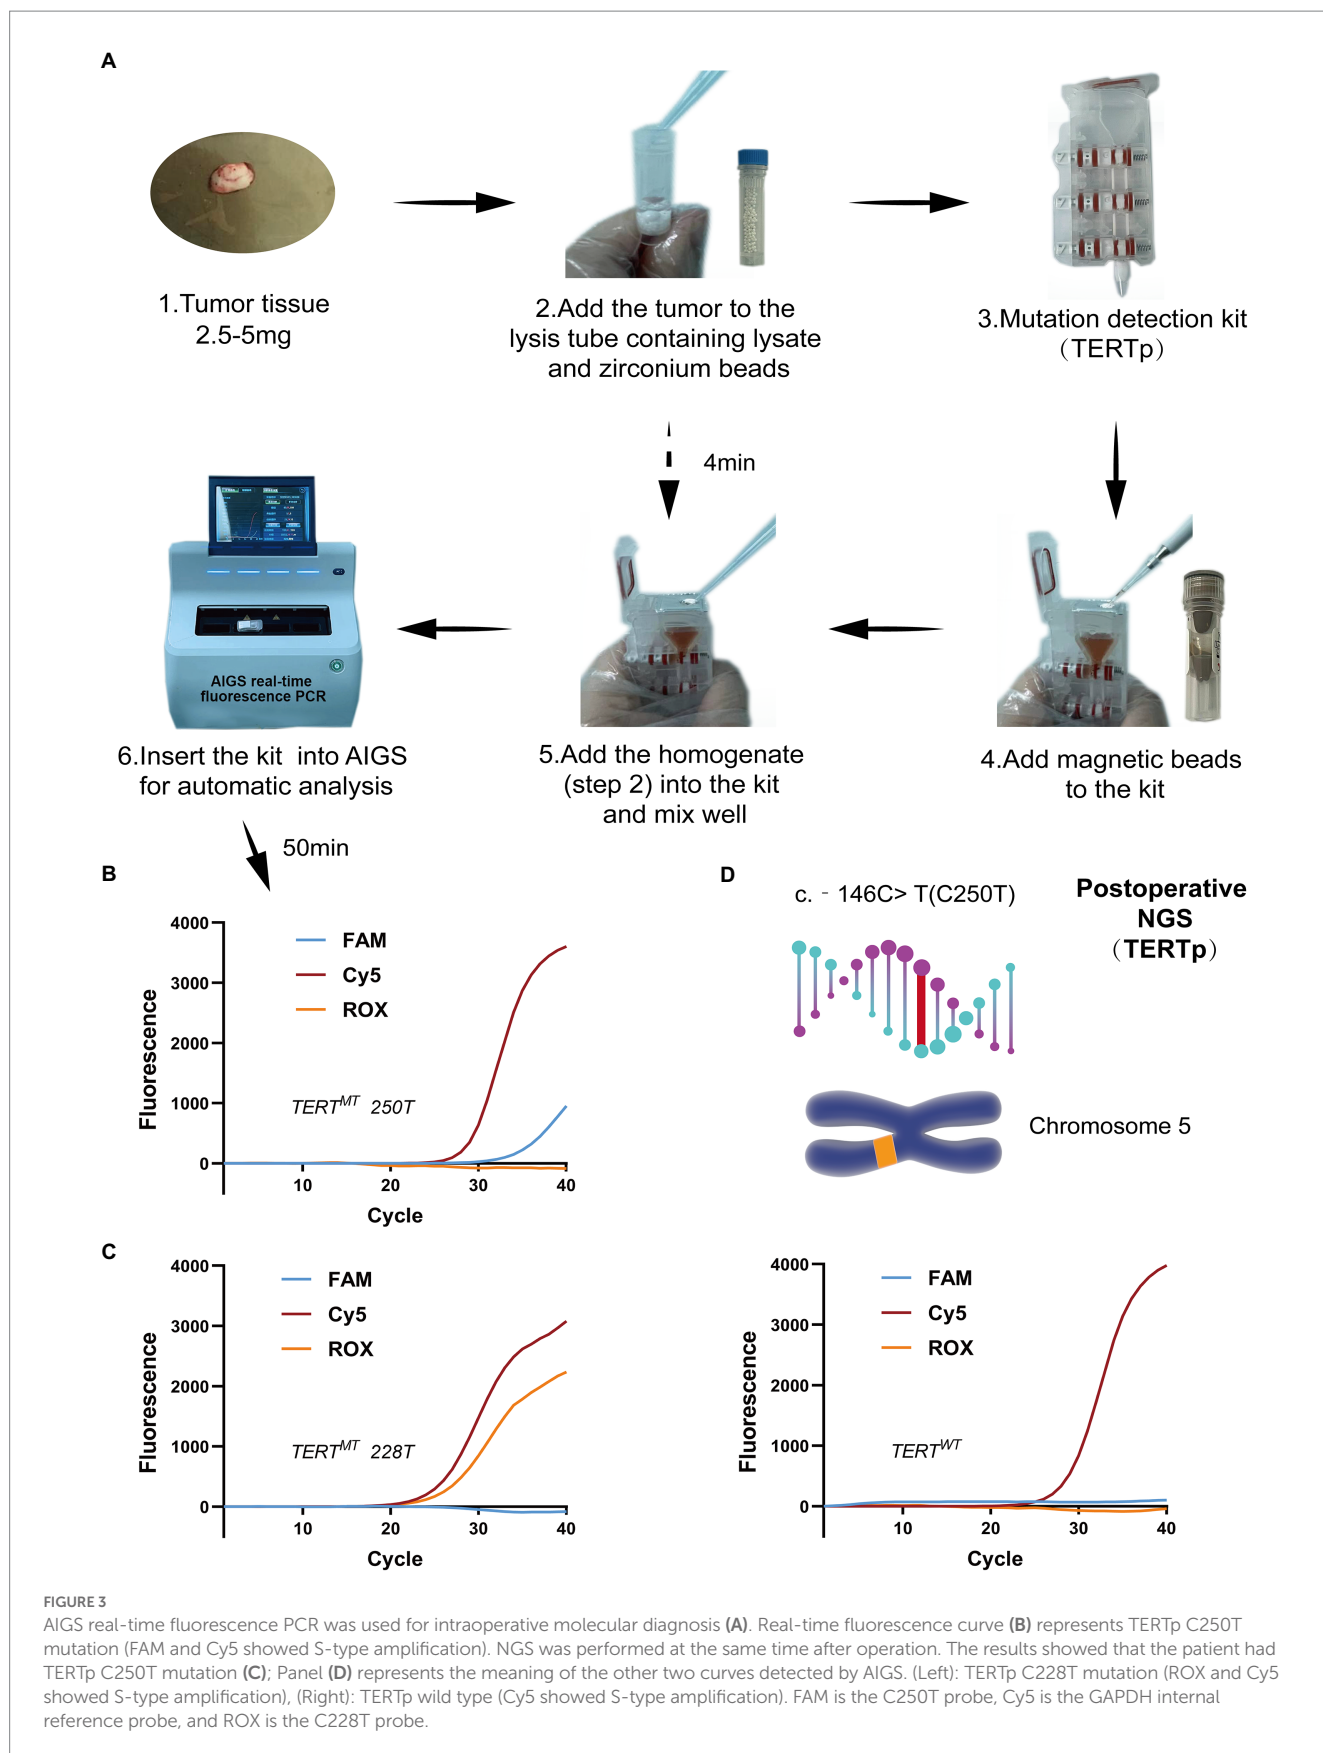 A
1.Tumor tissue
2.5-5mg
2.Add the tumor to the
lysis tube containing lysate
and zirconium beads
3.Mutation detection kit
（TERTp）
4min
AIGS real-time
fluorescence PCR
6.Insert the kit into AIGS
for automatic analysis
5.Add the homogenate
(step 2) into the kit
and mix well
4.Add magnetic beads
to the kit
50min
B
4000
3000
2000
1000
0
Fluorescence
FAM
Cy5
ROX
TERT^MT 250T
10 20 30 40
Cycle
D
c. - 146C> T(C250T)
Postoperative
NGS
（TERTp）
Chromosome 5
C
4000
3000
2000
1000
0
Fluorescence
FAM
Cy5
ROX
TERT^MT 228T
10 20 30 40
Cycle
4000
3000
2000
1000
0
Fluorescence
FAM
Cy5
ROX
TERT^WT
10 20 30 40
Cycle
FIGURE 3
AIGS real-time fluorescence PCR was used for intraoperative molecular diagnosis (A). Real-time fluorescence curve (B) represents TERTp C250T
mutation (FAM and Cy5 showed S-type amplification). NGS was performed at the same time after operation. The results showed that the patient had
TERTp C250T mutation (C); Panel (D) represents the meaning of the other two curves detected by AIGS. (Left): TERTp C228T mutation (ROX and Cy5
showed S-type amplification), (Right): TERTp wild type (Cy5 showed S-type amplification). FAM is the C250T probe, Cy5 is the GAPDH internal
reference probe, and ROX is the C228T probe.